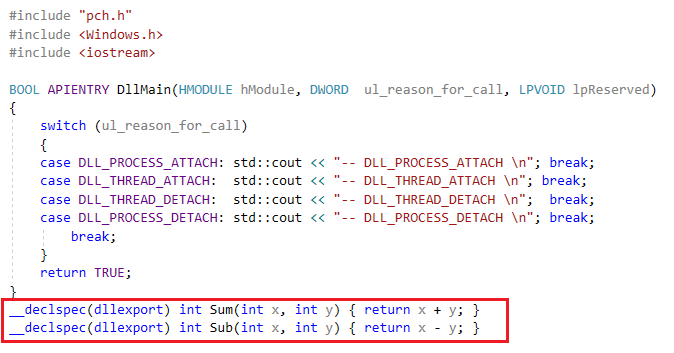 #include "pch.h"
#include <Windows.h>
#include <iostream>
BOOL APIENTRY DllMain(HMODULE hModule, DWORD  ul_reason_for_call, LPVOID lpReserved)
{
    switch (ul_reason_for_call)
    {
    case DLL_PROCESS_ATTACH: std::cout << "-- DLL_PROCESS_ATTACH \n"; break;
    case DLL_THREAD_ATTACH:  std::cout << "-- DLL_THREAD_ATTACH \n"; break;
    case DLL_THREAD_DETACH:  std::cout << "-- DLL_THREAD_DETACH \n";  break;
    case DLL_PROCESS_DETACH: std::cout << "-- DLL_PROCESS_DETACH \n"; break;
        break;
    }
    return TRUE;
}
__declspec(dllexport) int Sum(int x, int y) { return x + y; }
__declspec(dllexport) int Sub(int x, int y) { return x - y; }